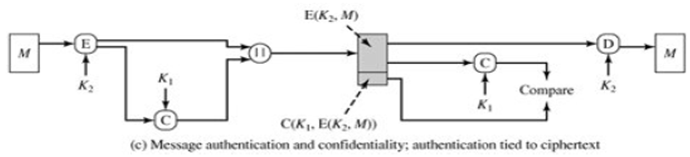 E(K₂, M)
M
E
||
D
M
K₂
K₁
C
C
K₁
Compare
K₂
C(K₁, E(K₂, M))
(c) Message authentication and confidentiality; authentication tied to ciphertext